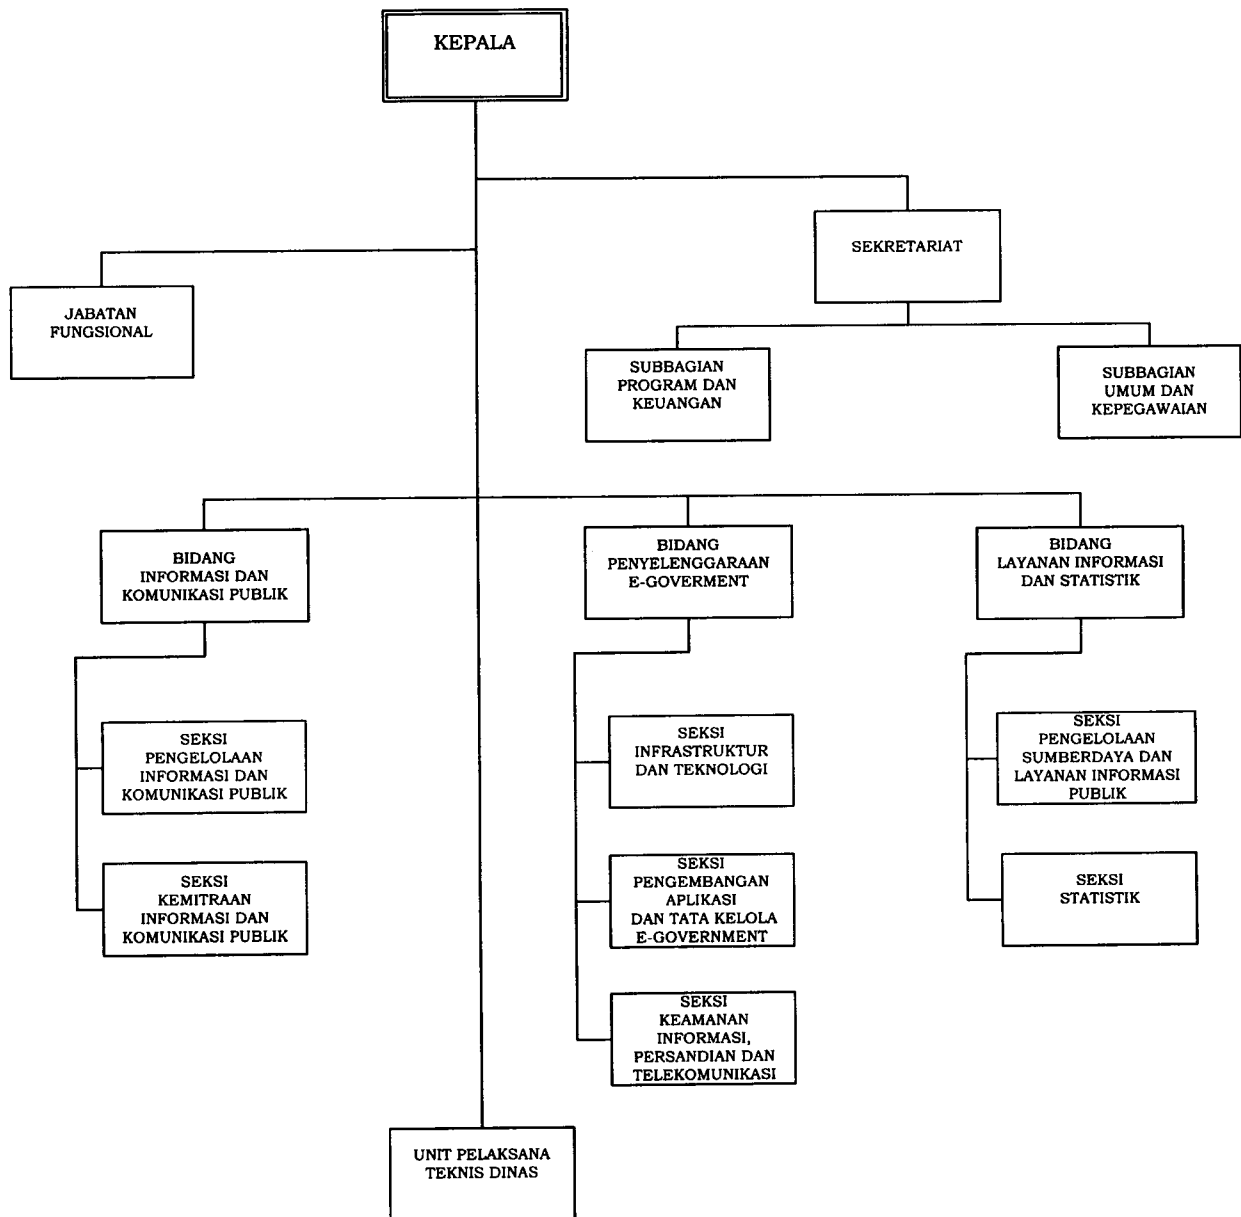 KEPALA
SEKRETARIAT
JABATAN
FUNGSIONAL
SUBBAGIAN
PROGRAM DAN
KEUANGAN
SUBBAGIAN
UMUM DAN
KEPEGAWAIAN
BIDANG
INFORMASI DAN
KOMUNIKASI PUBLIK
BIDANG
PENYELENGGARAAN
E-GOVERMENT
BIDANG
LAYANAN INFORMASI
DAN STATISTIK
SEKSI
PENGELOLAAN
INFORMASI DAN
KOMUNIKASI PUBLIK
SEKSI
INFRASTRUKTUR
DAN TEKNOLOGI
SEKSI
PENGELOLAAN
SUMBERDAYA DAN
LAYANAN INFORMASI
PUBLIK
SEKSI
KEMITRAAN
INFORMASI DAN
KOMUNIKASI PUBLIK
SEKSI
PENGEMBANGAN
APLIKASI
DAN TATA KELOLA
E-GOVERNMENT
SEKSI
STATISTIK
SEKSI
KEAMANAN
INFORMASI,
PERSANDIAN DAN
TELEKOMUNIKASI
UNIT PELAKSANA
TEKNIS DINAS